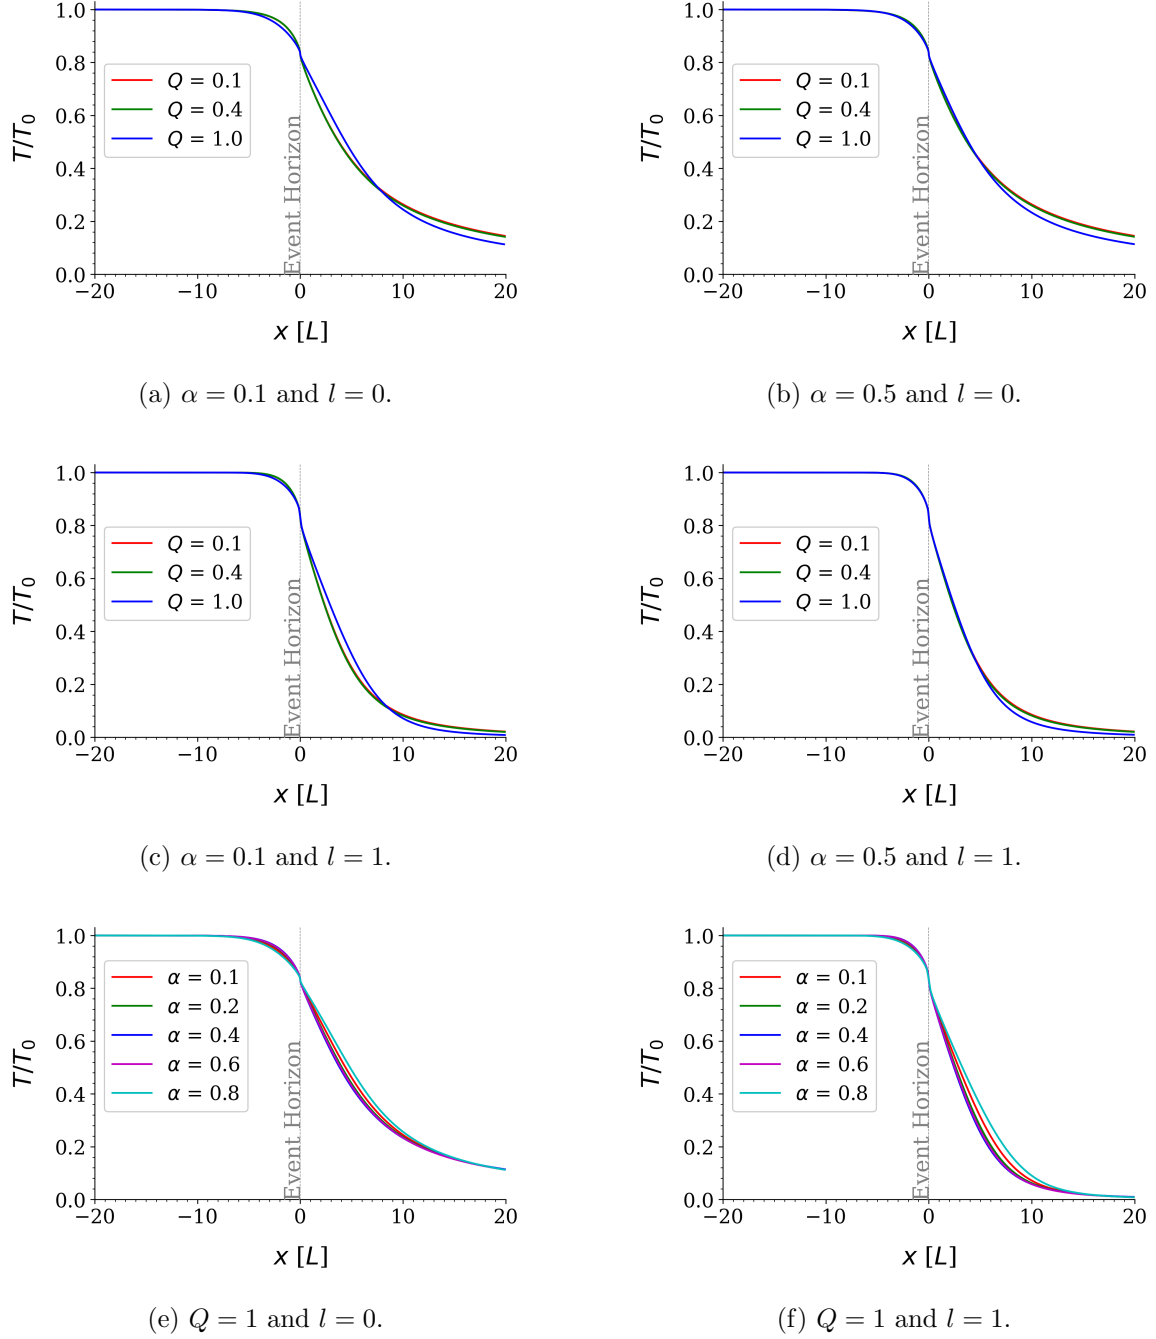 1.0
0.8
0.6
0.4
0.2
0.0
T/T₀
Q = 0.1
Q = 0.4
Q = 1.0
Event Horizon
−20 −10 0 10 20
x [L]
(a) α = 0.1 and l = 0.
1.0
0.8
0.6
0.4
0.2
0.0
T/T₀
Q = 0.1
Q = 0.4
Q = 1.0
Event Horizon
−20 −10 0 10 20
x [L]
(b) α = 0.5 and l = 0.
1.0
0.8
0.6
0.4
0.2
0.0
T/T₀
Q = 0.1
Q = 0.4
Q = 1.0
Event Horizon
−20 −10 0 10 20
x [L]
(c) α = 0.1 and l = 1.
1.0
0.8
0.6
0.4
0.2
0.0
T/T₀
Q = 0.1
Q = 0.4
Q = 1.0
Event Horizon
−20 −10 0 10 20
x [L]
(d) α = 0.5 and l = 1.
1.0
0.8
0.6
0.4
0.2
0.0
T/T₀
α = 0.1
α = 0.2
α = 0.4
α = 0.6
α = 0.8
Event Horizon
−20 −10 0 10 20
x [L]
(e) Q = 1 and l = 0.
1.0
0.8
0.6
0.4
0.2
0.0
T/T₀
α = 0.1
α = 0.2
α = 0.4
α = 0.6
α = 0.8
Event Horizon
−20 −10 0 10 20
x [L]
(f) Q = 1 and l = 1.